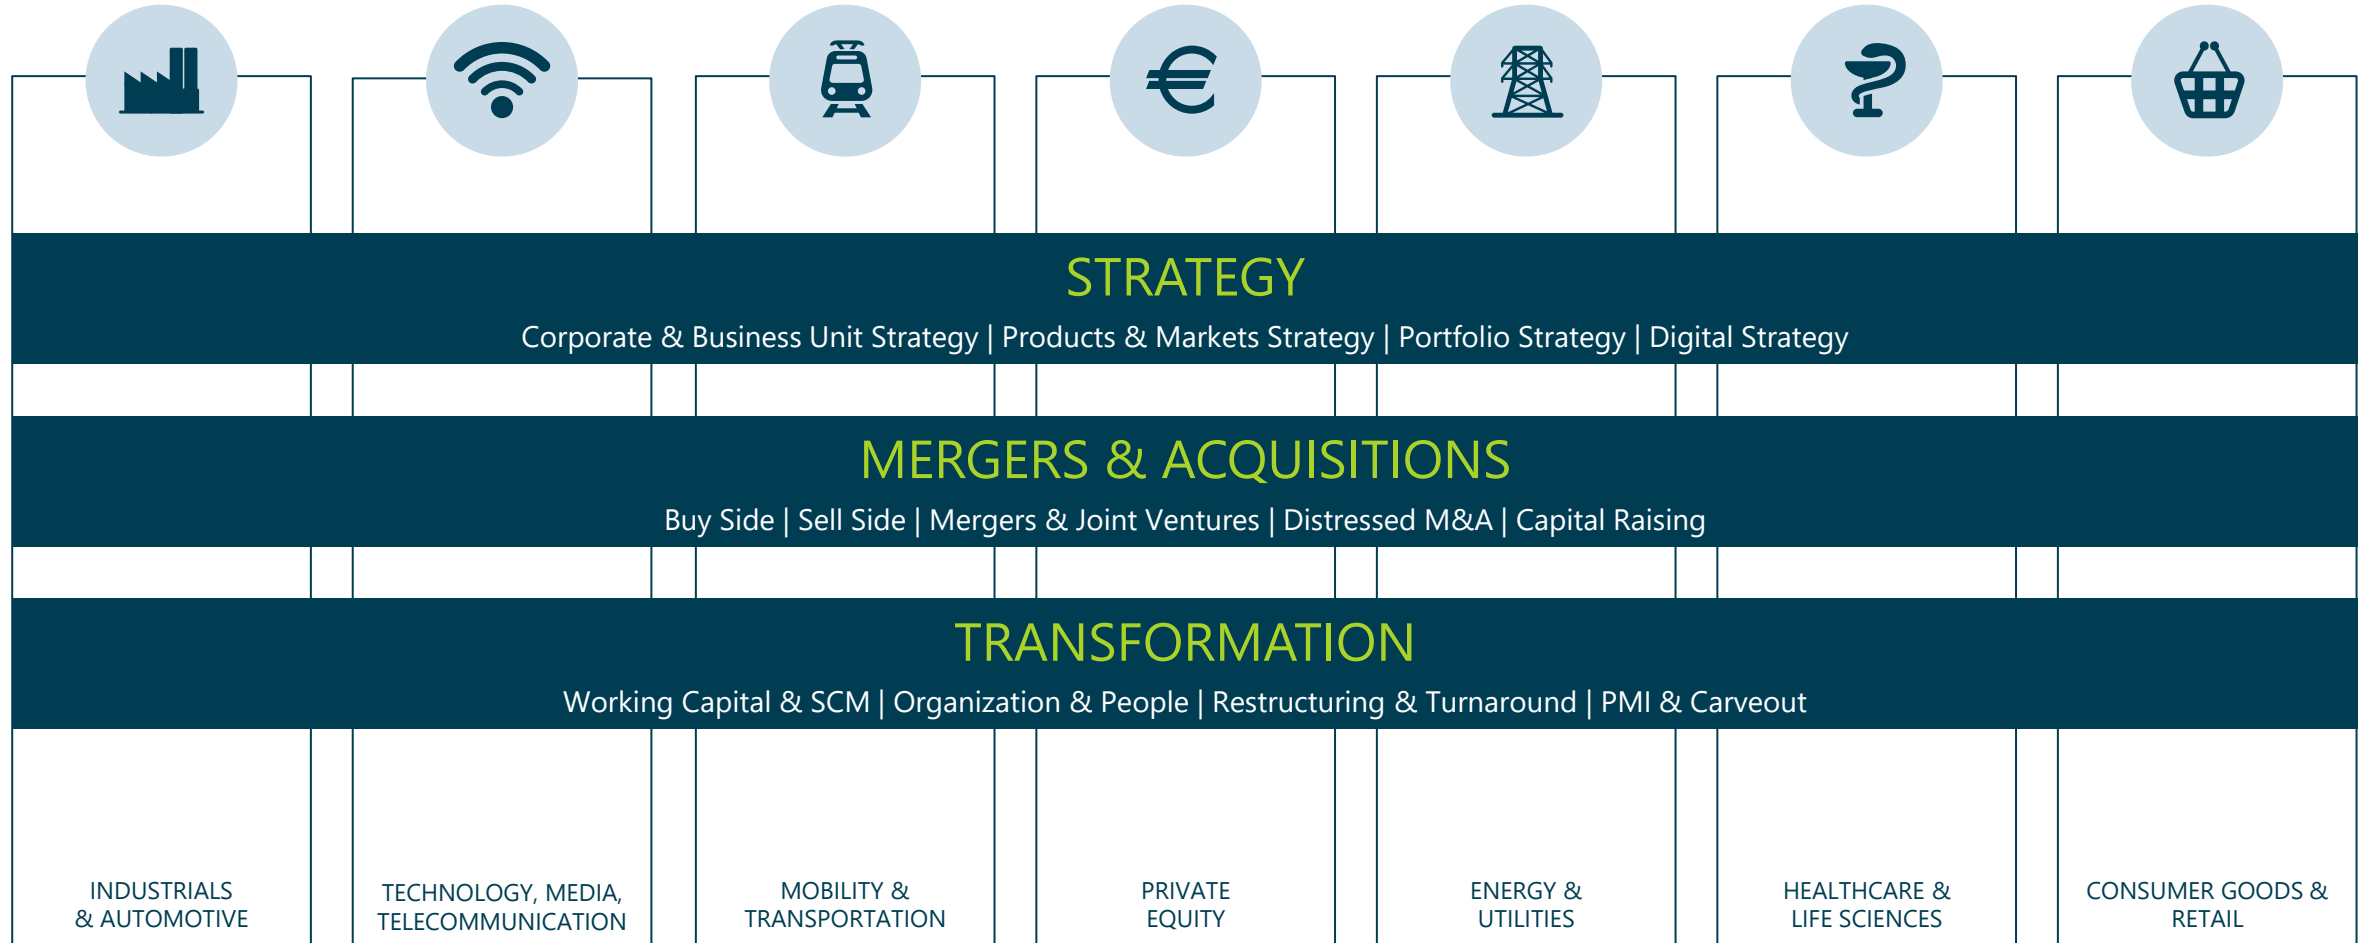 STRATEGY
Corporate & Business Unit Strategy | Products & Markets Strategy | Portfolio Strategy | Digital Strategy
MERGERS & ACQUISITIONS
Buy Side | Sell Side | Mergers & Joint Ventures | Distressed M&A | Capital Raising
TRANSFORMATION
Working Capital & SCM | Organization & People | Restructuring & Turnaround | PMI & Carveout
INDUSTRIALS
& AUTOMOTIVE
TECHNOLOGY, MEDIA,
TELECOMMUNICATION
MOBILITY &
TRANSPORTATION
PRIVATE
EQUITY
ENERGY &
UTILITIES
HEALTHCARE &
LIFE SCIENCES
CONSUMER GOODS &
RETAIL